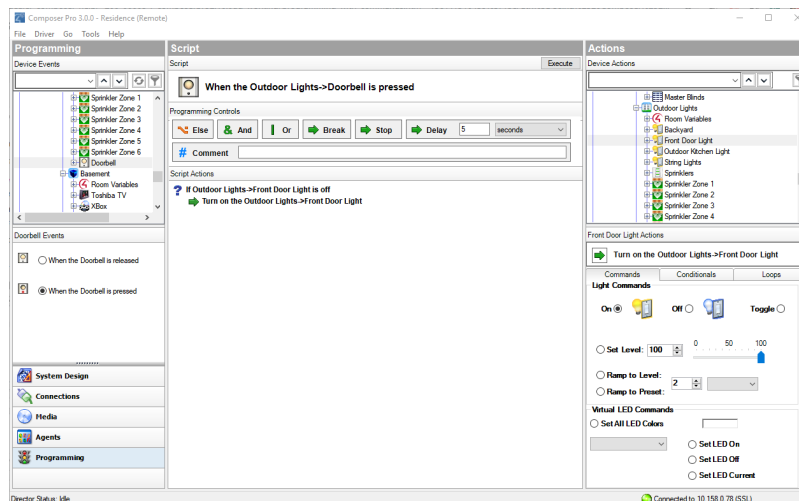 Composer Pro 3.0.0 - Residence (Remote)
File Driver Go Tools Help
Programming
Device Events
Sprinkler Zone 1
Sprinkler Zone 2
Sprinkler Zone 3
Sprinkler Zone 4
Sprinkler Zone 5
Sprinkler Zone 6
Doorbell
Basement
Room Variables
Toshiba TV
XBox
Doorbell Events
When the Doorbell is released
When the Doorbell is pressed
System Design
Connections
Media
Agents
Programming
Director Status: Idle
Script
Script
Execute
When the Outdoor Lights->Doorbell is pressed
Programming Controls
Else
& And
Or
Break
Stop
Delay 5 seconds
# Comment
Script Actions
? If Outdoor Lights->Front Door Light is off
Turn on the Outdoor Lights->Front Door Light
Actions
Device Actions
Master Blinds
Outdoor Lights
Room Variables
Backyard
Front Door Light
Outdoor Kitchen Light
String Lights
Sprinklers
Sprinkler Zone 1
Sprinkler Zone 2
Sprinkler Zone 3
Sprinkler Zone 4
Front Door Light Actions
Turn on the Outdoor Lights->Front Door Light
Commands Conditionals Loops
Light Commands
On Off Toggle
Set Level: 100 0 50 100
Ramp to Level:
2
Ramp to Preset:
Virtual LED Commands
Set All LED Colors
Set LED On
Set LED Off
Set LED Current
Connected to 10.158.0.78 (SSL)